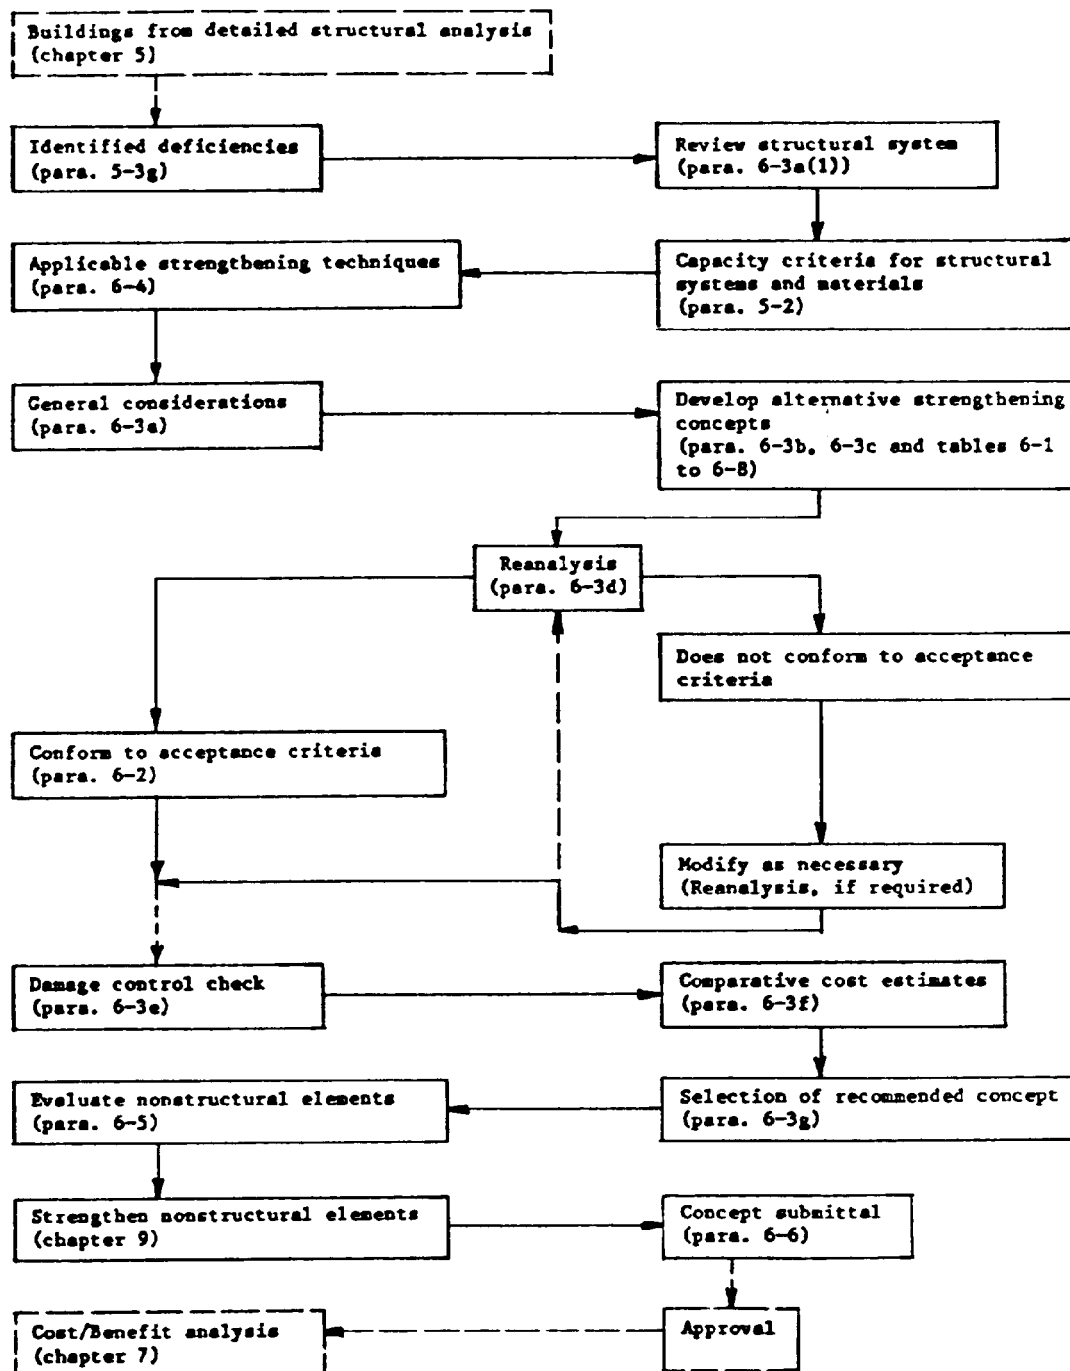 Buildings from detailed structural analysis
(chapter 5)
Identified deficiencies
(para. 5-3g)
Review structural system
(para. 6-3a(1))
Applicable strengthening techniques
(para. 6-4)
Capacity criteria for structural
systems and materials
(para. 5-2)
General considerations
(para. 6-3a)
Develop alternative strengthening
concepts
(para. 6-3b, 6-3c and tables 6-1
to 6-8)
Reanalysis
(para. 6-3d)
Does not conform to acceptance
criteria
Conform to acceptance criteria
(para. 6-2)
Modify as necessary
(Reanalysis, if required)
Damage control check
(para. 6-3e)
Comparative cost estimates
(para. 6-3f)
Evaluate nonstructural elements
(para. 6-5)
Selection of recommended concept
(para. 6-3g)
Strengthen nonstructural elements
(chapter 9)
Concept submittal
(para. 6-6)
Cost/Benefit analysis
(chapter 7)
Approval